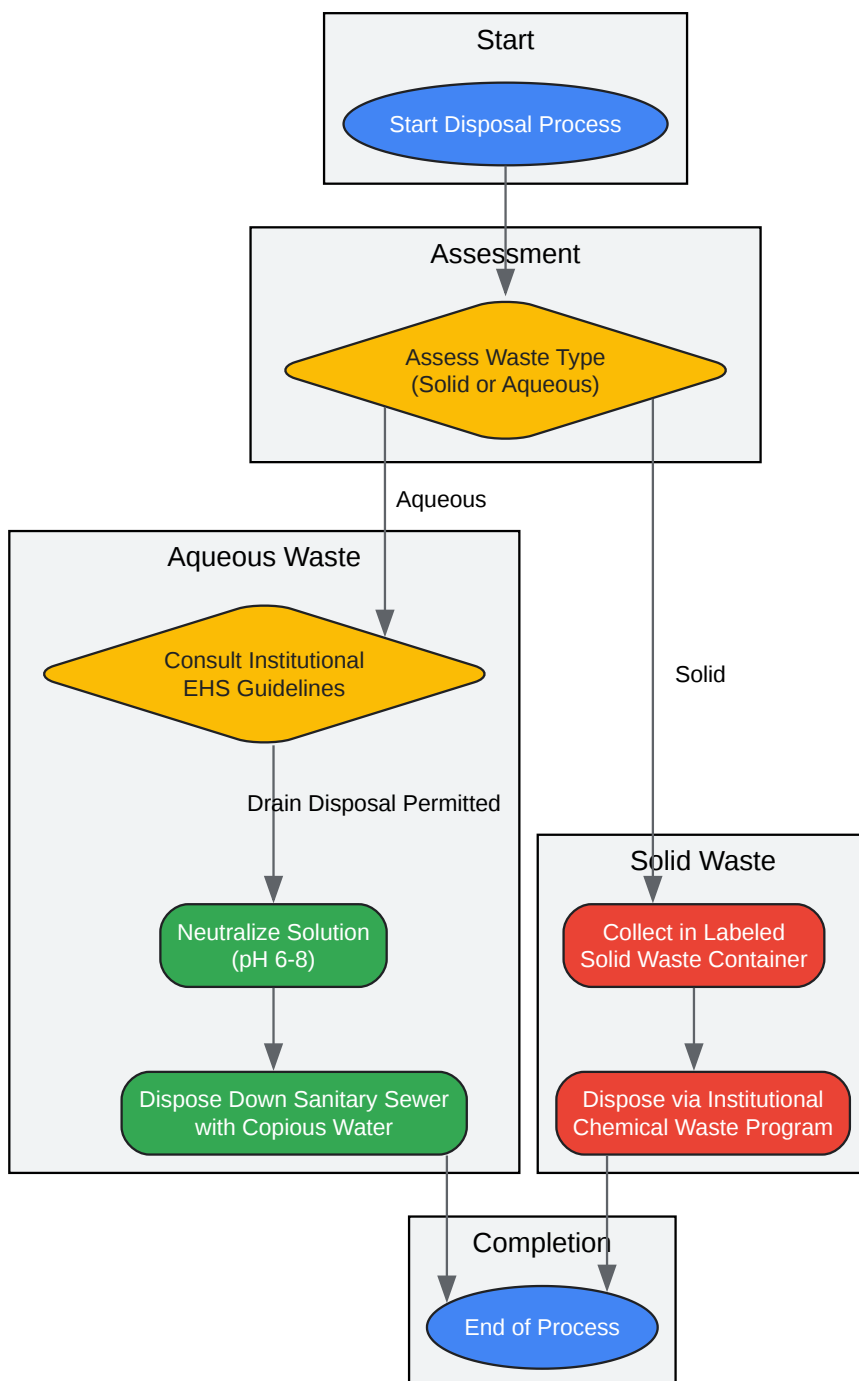 Start
Start Disposal Process
Assessment
Assess Waste Type
(Solid or Aqueous)
Aqueous
Aqueous Waste
Consult Institutional
EHS Guidelines
Solid
Drain Disposal Permitted
Solid Waste
Neutralize Solution
(pH 6-8)
Collect in Labeled
Solid Waste Container
Dispose Down Sanitary Sewer
with Copious Water
Dispose via Institutional
Chemical Waste Program
Completion
End of Process